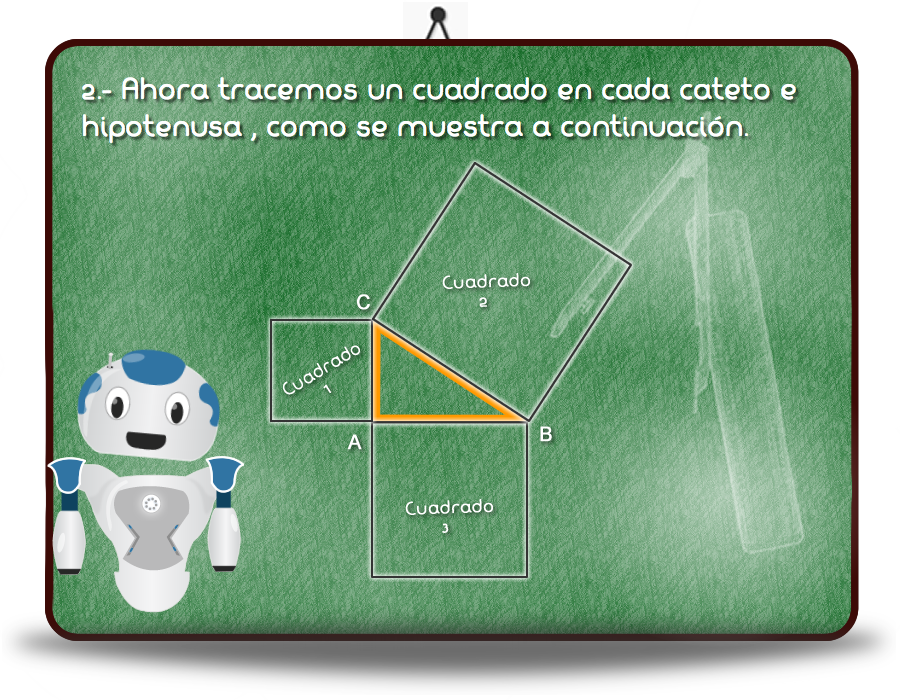 2.- Ahora tracemos un cuadrado en cada cateto e
hipotenusa , como se muestra a continuación.
Cuadrado
2
C
Cuadrado
1
A
B
Cuadrado
3